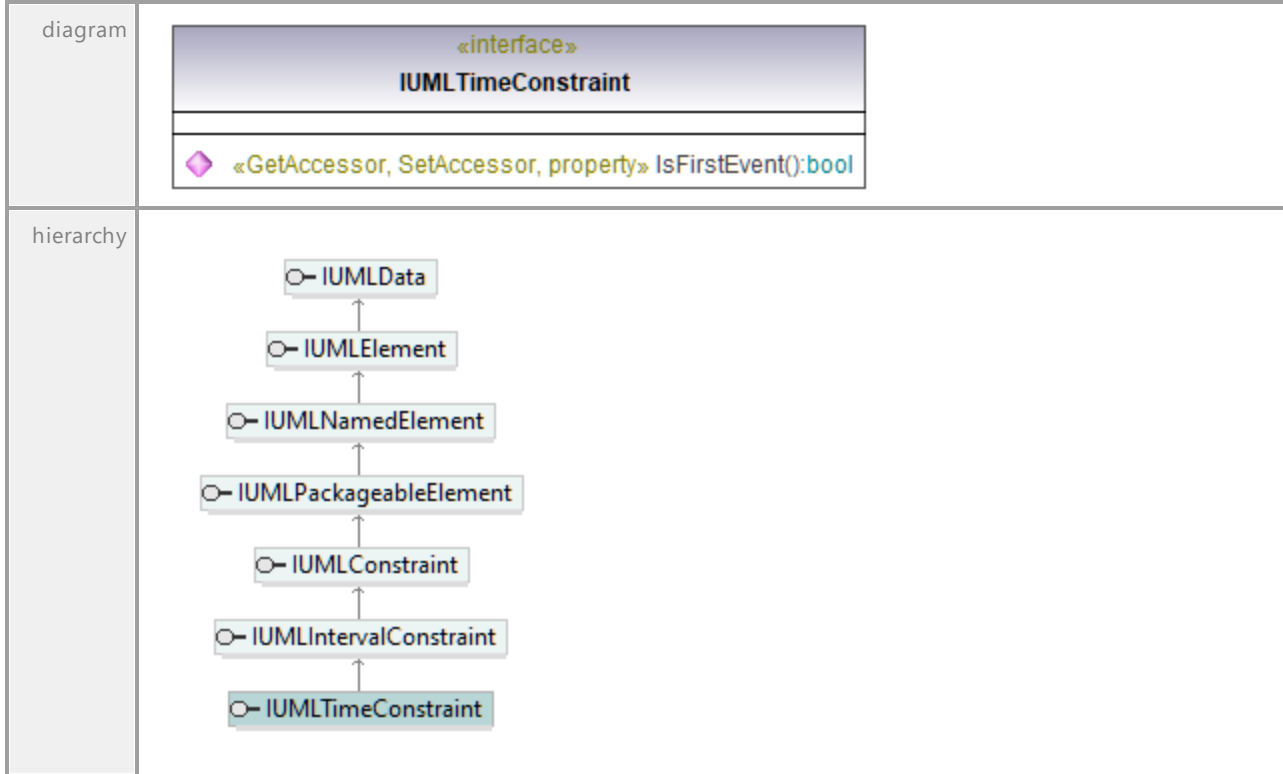 diagram
«interface»
IUMLTimeConstraint
«GetAccessor, SetAccessor, property» IsFirstEvent():bool
hierarchy
IUMLData
IUMLElement
IUMLNamedElement
IUMLPackageableElement
IUMLConstraint
IUMLIntervalConstraint
IUMLTimeConstraint